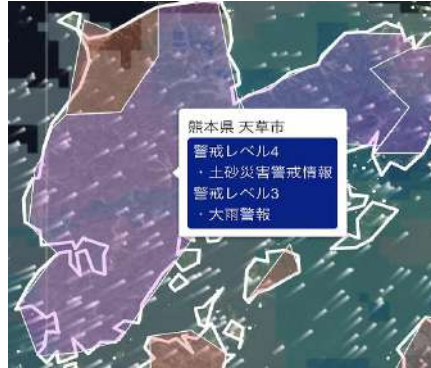 熊本県 天草市
警戒レベル4
・土砂災害警戒情報
警戒レベル3
・大雨警報